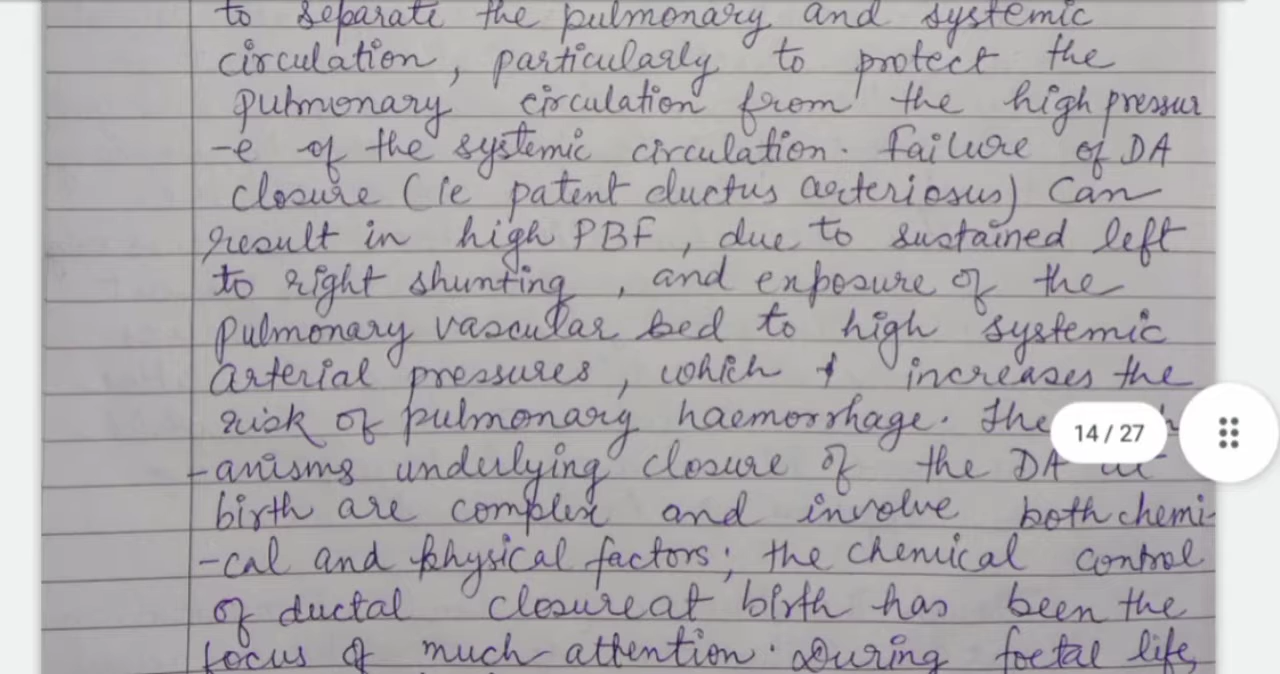 to separate the pulmonary and systemic
circulation, particularly to protect the
pulmonary circulation from the high pressur
-e of the systemic circulation. Failure of DA
closure (ie patent ductus arteriosus) can
result in high PBF, due to sustained left
to right shunting, and exposure of the
pulmonary vascular bed to high systemic
arterial pressures, which increases the
risk of pulmonary haemorrhage. The
14 / 27
-anisms underlying closure of the DA at
birth are complex and involve both chemi-
-cal and physical factors; the chemical control
of ductal closure at birth has been the
focus of much attention. During foetal life,